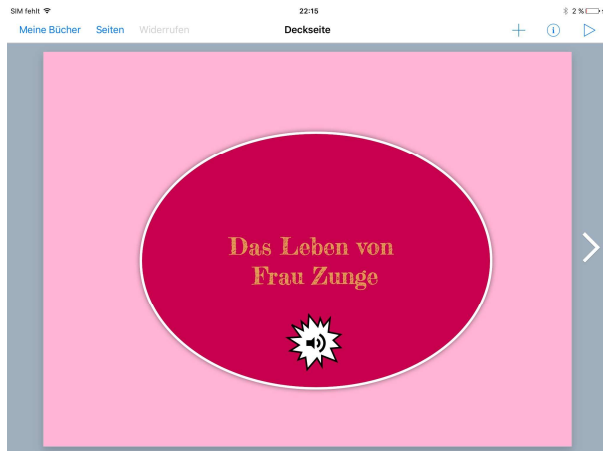 SIM fehlt 22:15 2 %
Meine Bücher Seiten Widerrufen Deckseite
Das Leben von
Frau Zunge